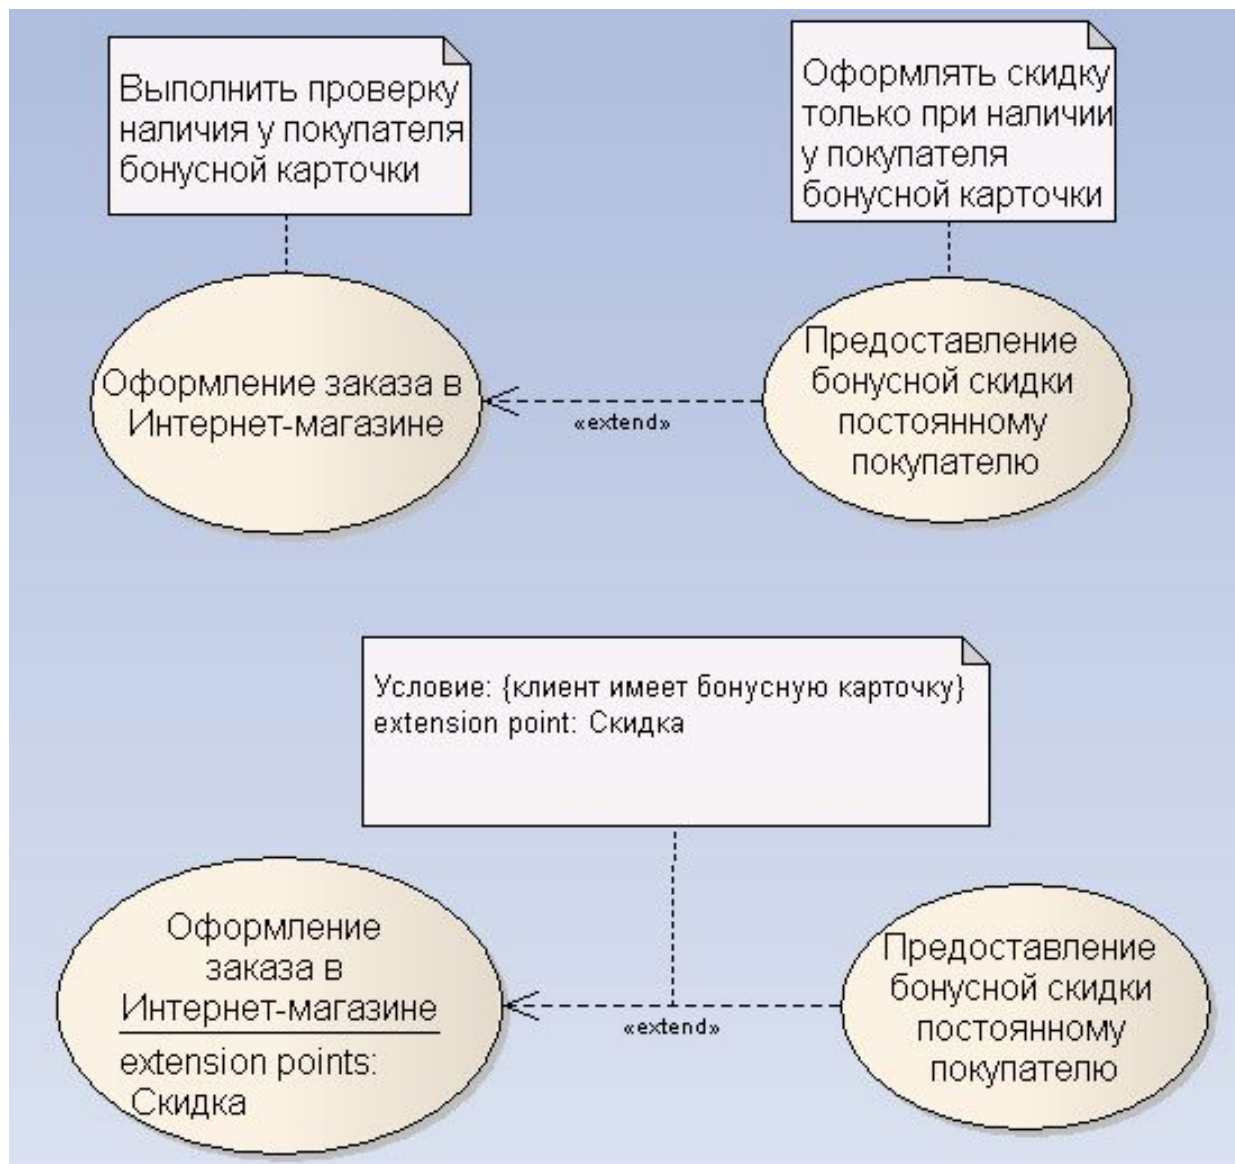 Выполнить проверку
наличия у покупателя
бонусной карточки
Оформлять скидку
только при наличии
у покупателя
бонусной карточки
Оформление заказа в
Интернет-магазине
«extend»
Предоставление
бонусной скидки
постоянному
покупателю
Условие: {клиент имеет бонусную карточку}
extension point: Скидка
Оформление
заказа в
Интернет-магазине
extension points:
Скидка
«extend»
Предоставление
бонусной скидки
постоянному
покупателю